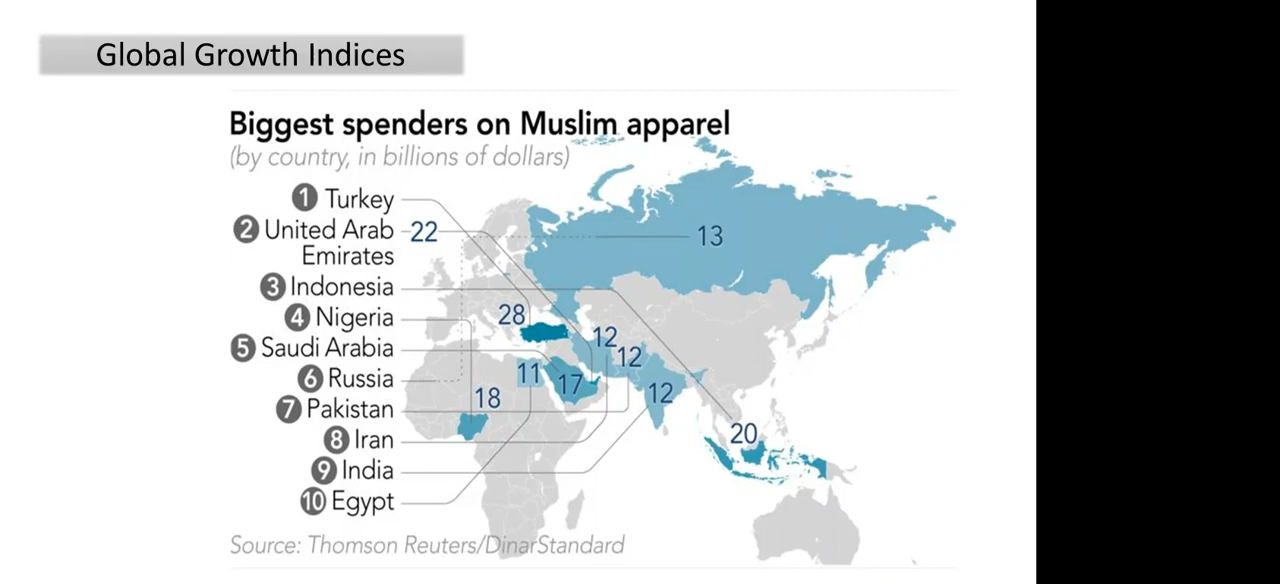 Global Growth Indices
Biggest spenders on Muslim apparel
(by country, in billions of dollars)
1 Turkey
2 United Arab 22
Emirates
13
3 Indonesia
4 Nigeria
28
5 Saudi Arabia
12
12
6 Russia
11
17
12
7 Pakistan
18
8 Iran
20
9 India
10 Egypt
Source: Thomson Reuters/DinarStandard